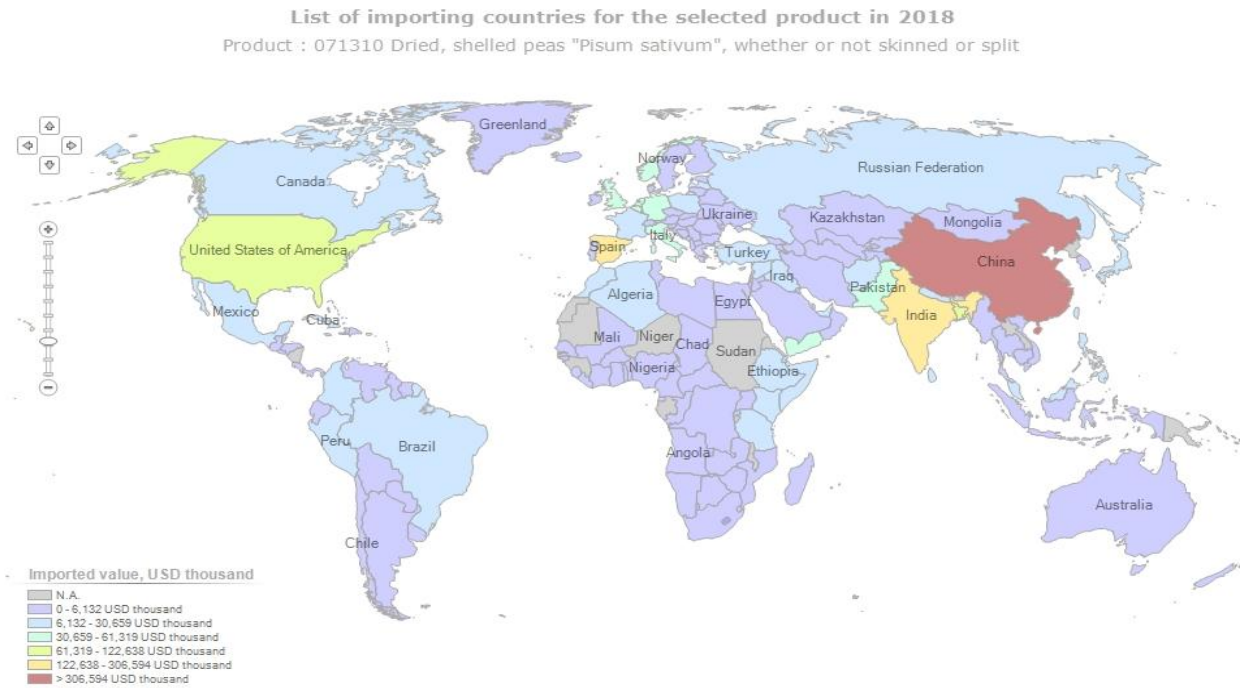 List of importing countries for the selected product in 2018
Product : 071310 Dried, shelled peas "Pisum sativum", whether or not skinned or split
Greenland
Norway
Canada
Russian Federation
Ukraine
Kazakhstan
Mongolia
United States of America
Spain
Italy
Turkey
China
Iraq
Pakistan
Algeria
Egypt
Mexico
Cuba
India
Mali
Niger
Chad
Sudan
Nigeria
Ethiopia
Peru
Brazil
Angola
Australia
Chile
Imported value, USD thousand
N.A.
0 - 6,132 USD thousand
6,132 - 30,659 USD thousand
30,659 - 61,319 USD thousand
61,319 - 122,638 USD thousand
122,638 - 306,594 USD thousand
> 306,594 USD thousand